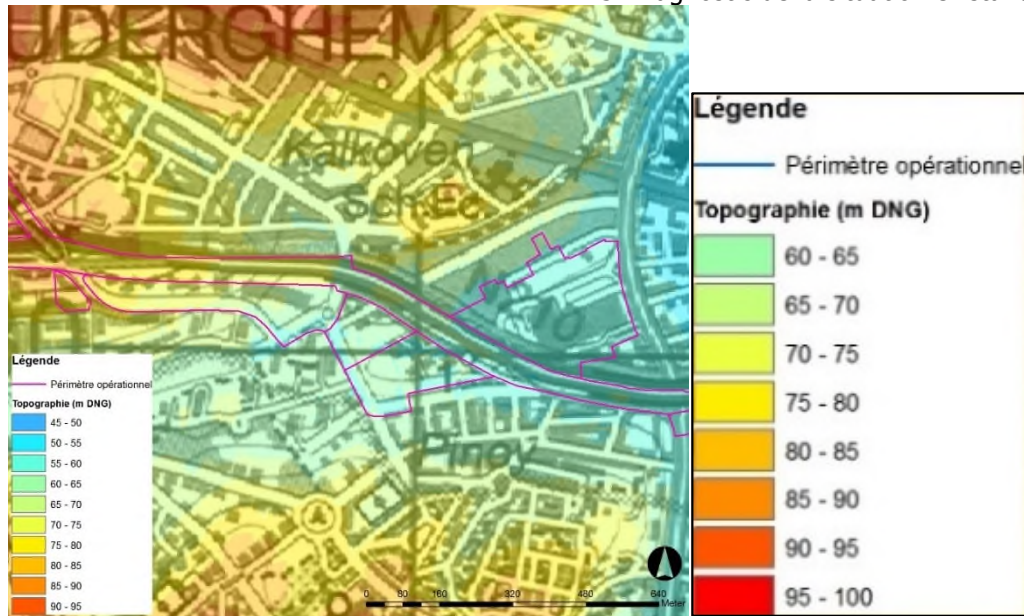 UDERGHEM
Kalkoven
Sch.Ec.
Pinoy
Légende
Périmètre opérationnel
Topographie (m DNG)
45 - 50
50 - 55
55 - 60
60 - 65
65 - 70
70 - 75
75 - 80
80 - 85
85 - 90
90 - 95
0 80 160 320 480 640
Meter
Légende
Périmètre opérationnel
Topographie (m DNG)
60 - 65
65 - 70
70 - 75
75 - 80
80 - 85
85 - 90
90 - 95
95 - 100